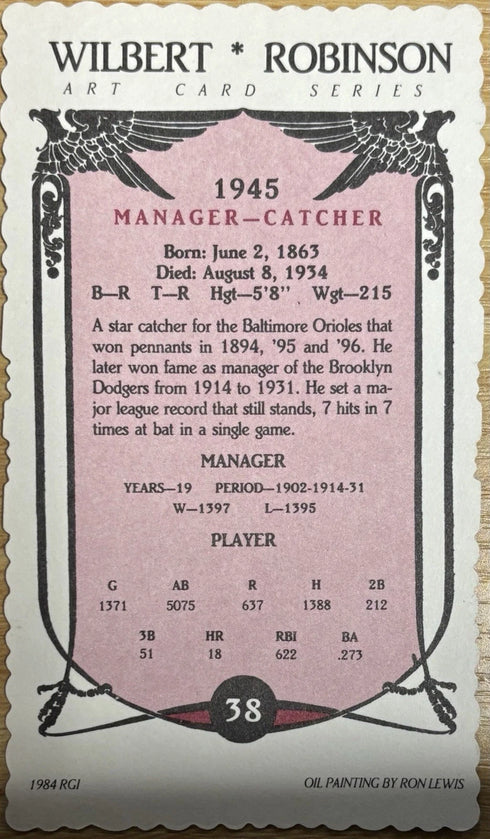 WILBERT * ROBINSON
ART CARD SERIES
1945
MANAGER—CATCHER
Born: June 2, 1863
Died: August 8, 1934
B—R T—R Hgt—5'8" Wgt—215
A star catcher for the Baltimore Orioles that
won pennants in 1894, '95 and '96. He
later won fame as manager of the Brooklyn
Dodgers from 1914 to 1931. He set a ma-
jor league record that still stands, 7 hits in 7
times at bat in a single game.
MANAGER
YEARS—19 PERIOD—1902-1914-31
W—1397 L—1395
PLAYER
G AB R H 2B
1371 5075 637 1388 212
3B HR RBI BA
51 18 622 .273
38
1984 RGI OIL PAINTING BY RON LEWIS